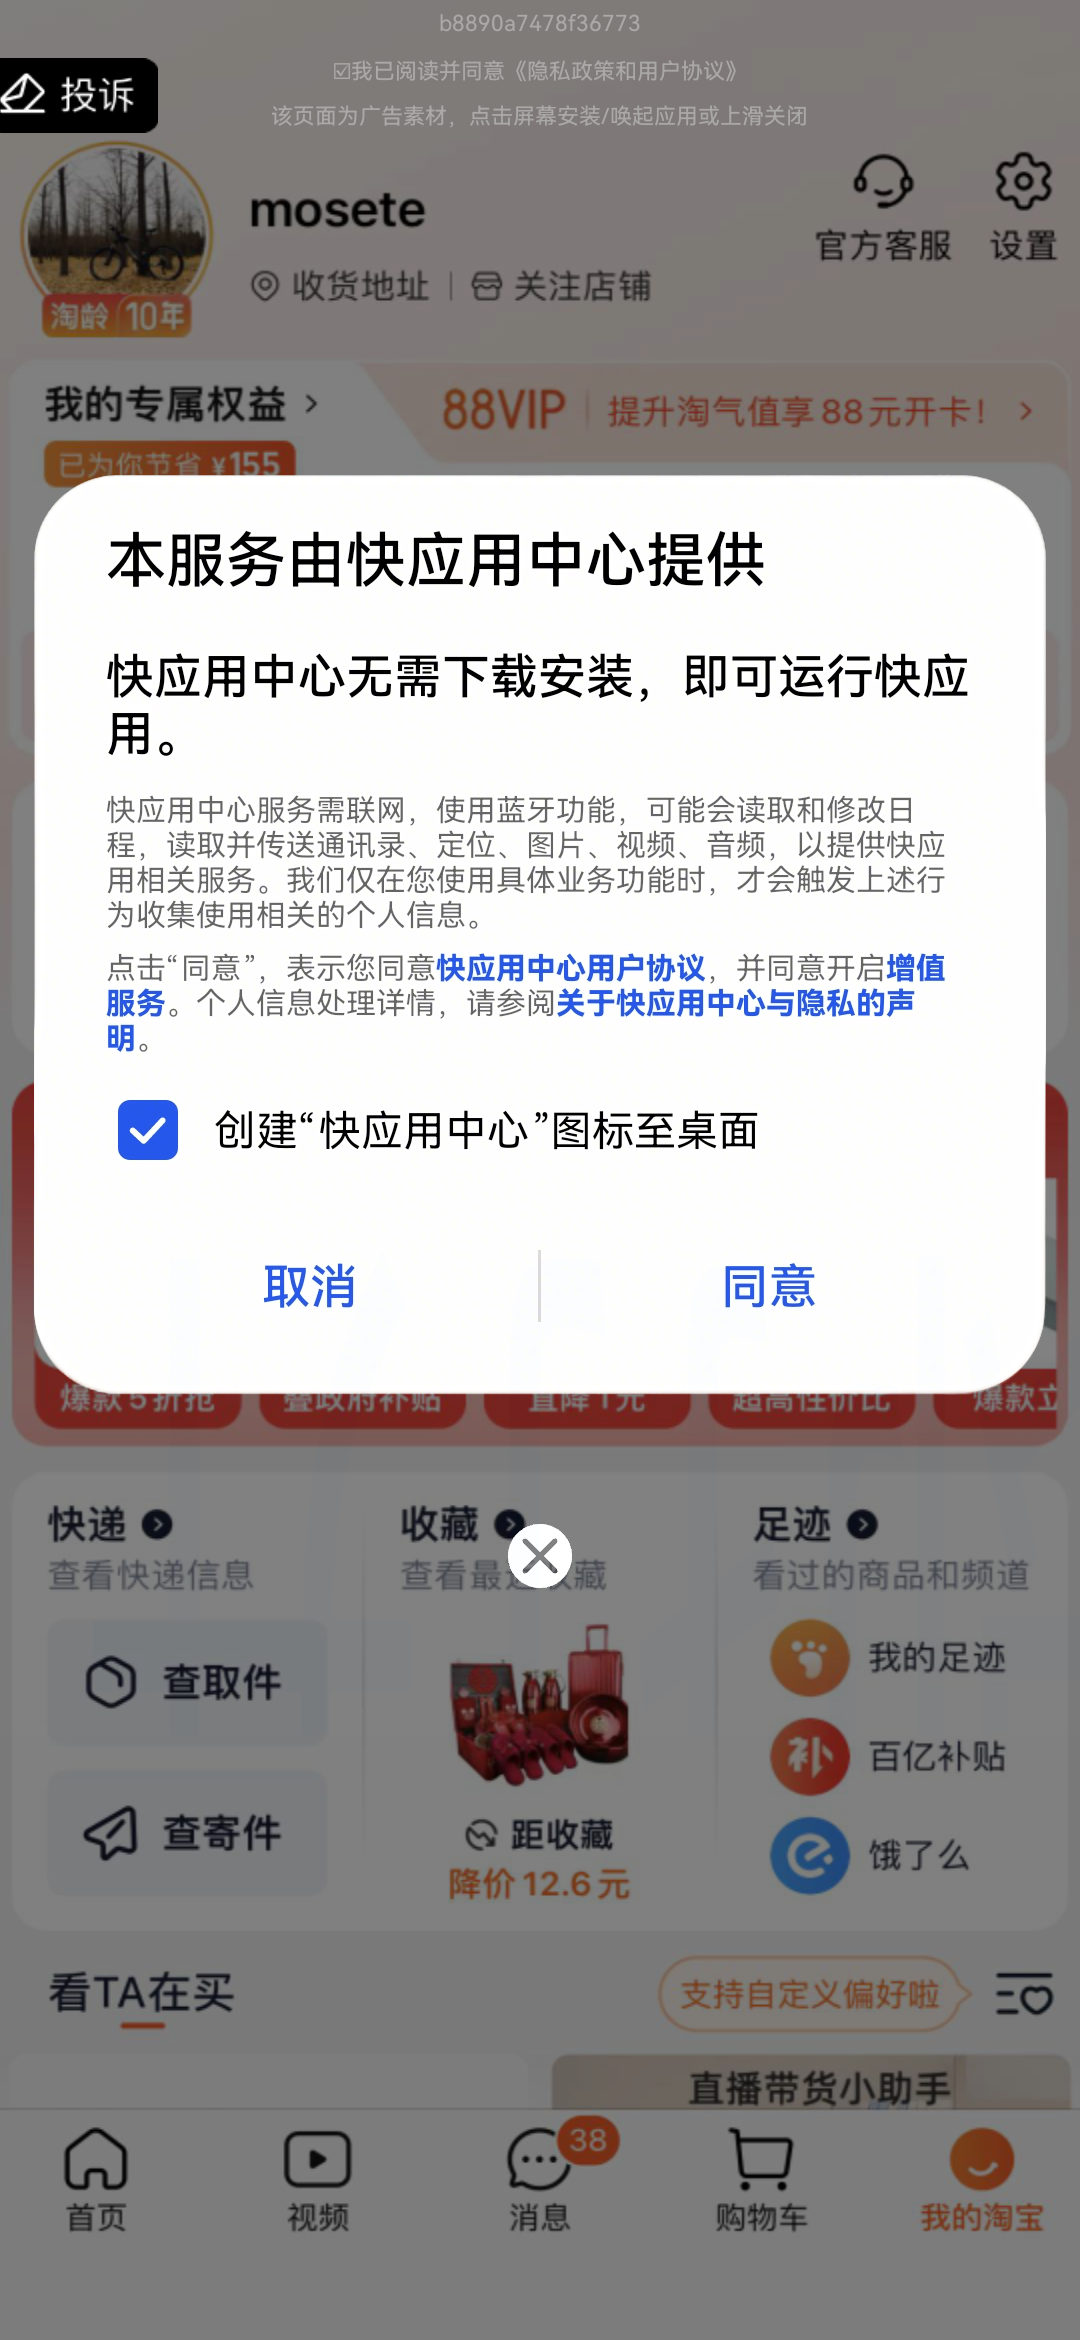 b8890a7478f36773
☑我已阅读并同意《隐私政策和用户协议》
投诉
该页面为广告素材，点击屏幕安装/唤起应用或上滑关闭
mosete
官方客服 设置
收货地址 关注店铺
淘龄 10年
我的专属权益 >
88VIP 提升淘气值享88元开卡！ >
已为你节省 ¥155
本服务由快应用中心提供
快应用中心无需下载安装，即可运行快应
用。
快应用中心服务需联网，使用蓝牙功能，可能会读取和修改日
程，读取并传送通讯录、定位、图片、视频、音频，以提供快应
用相关服务。我们仅在您使用具体业务功能时，才会触发上述行
为收集使用相关的个人信息。
点击“同意”，表示您同意快应用中心用户协议，并同意开启增值
服务。个人信息处理详情，请参阅关于快应用中心与隐私的声
明。
创建“快应用中心”图标至桌面
取消 同意
爆款5折抢 叠政府补贴 直降1元 超高性价比 爆款立
快递 收藏 足迹
查看快递信息 查看最近收藏 看过的商品和频道
查取件
我的足迹
补 百亿补贴
查寄件
距收藏
饿了么
降价12.6元
看TA在买
支持自定义偏好啦
直播带货小助手
38
首页 视频 消息 购物车 我的淘宝